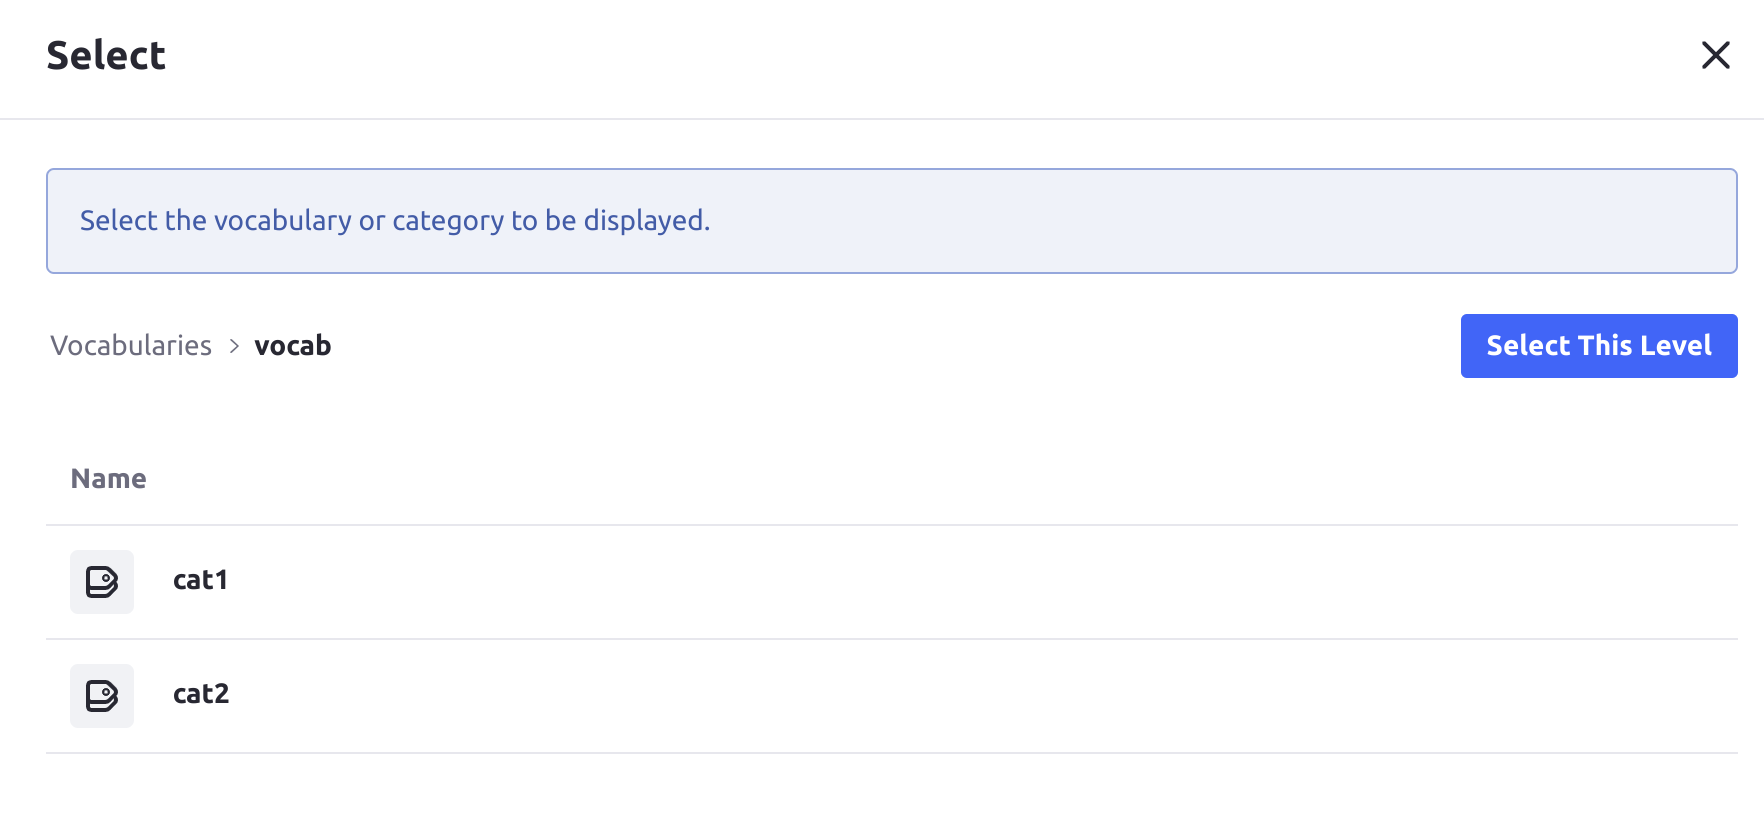 Select
Select the vocabulary or category to be displayed.
Vocabularies > vocab
Select This Level
Name
cat1
cat2